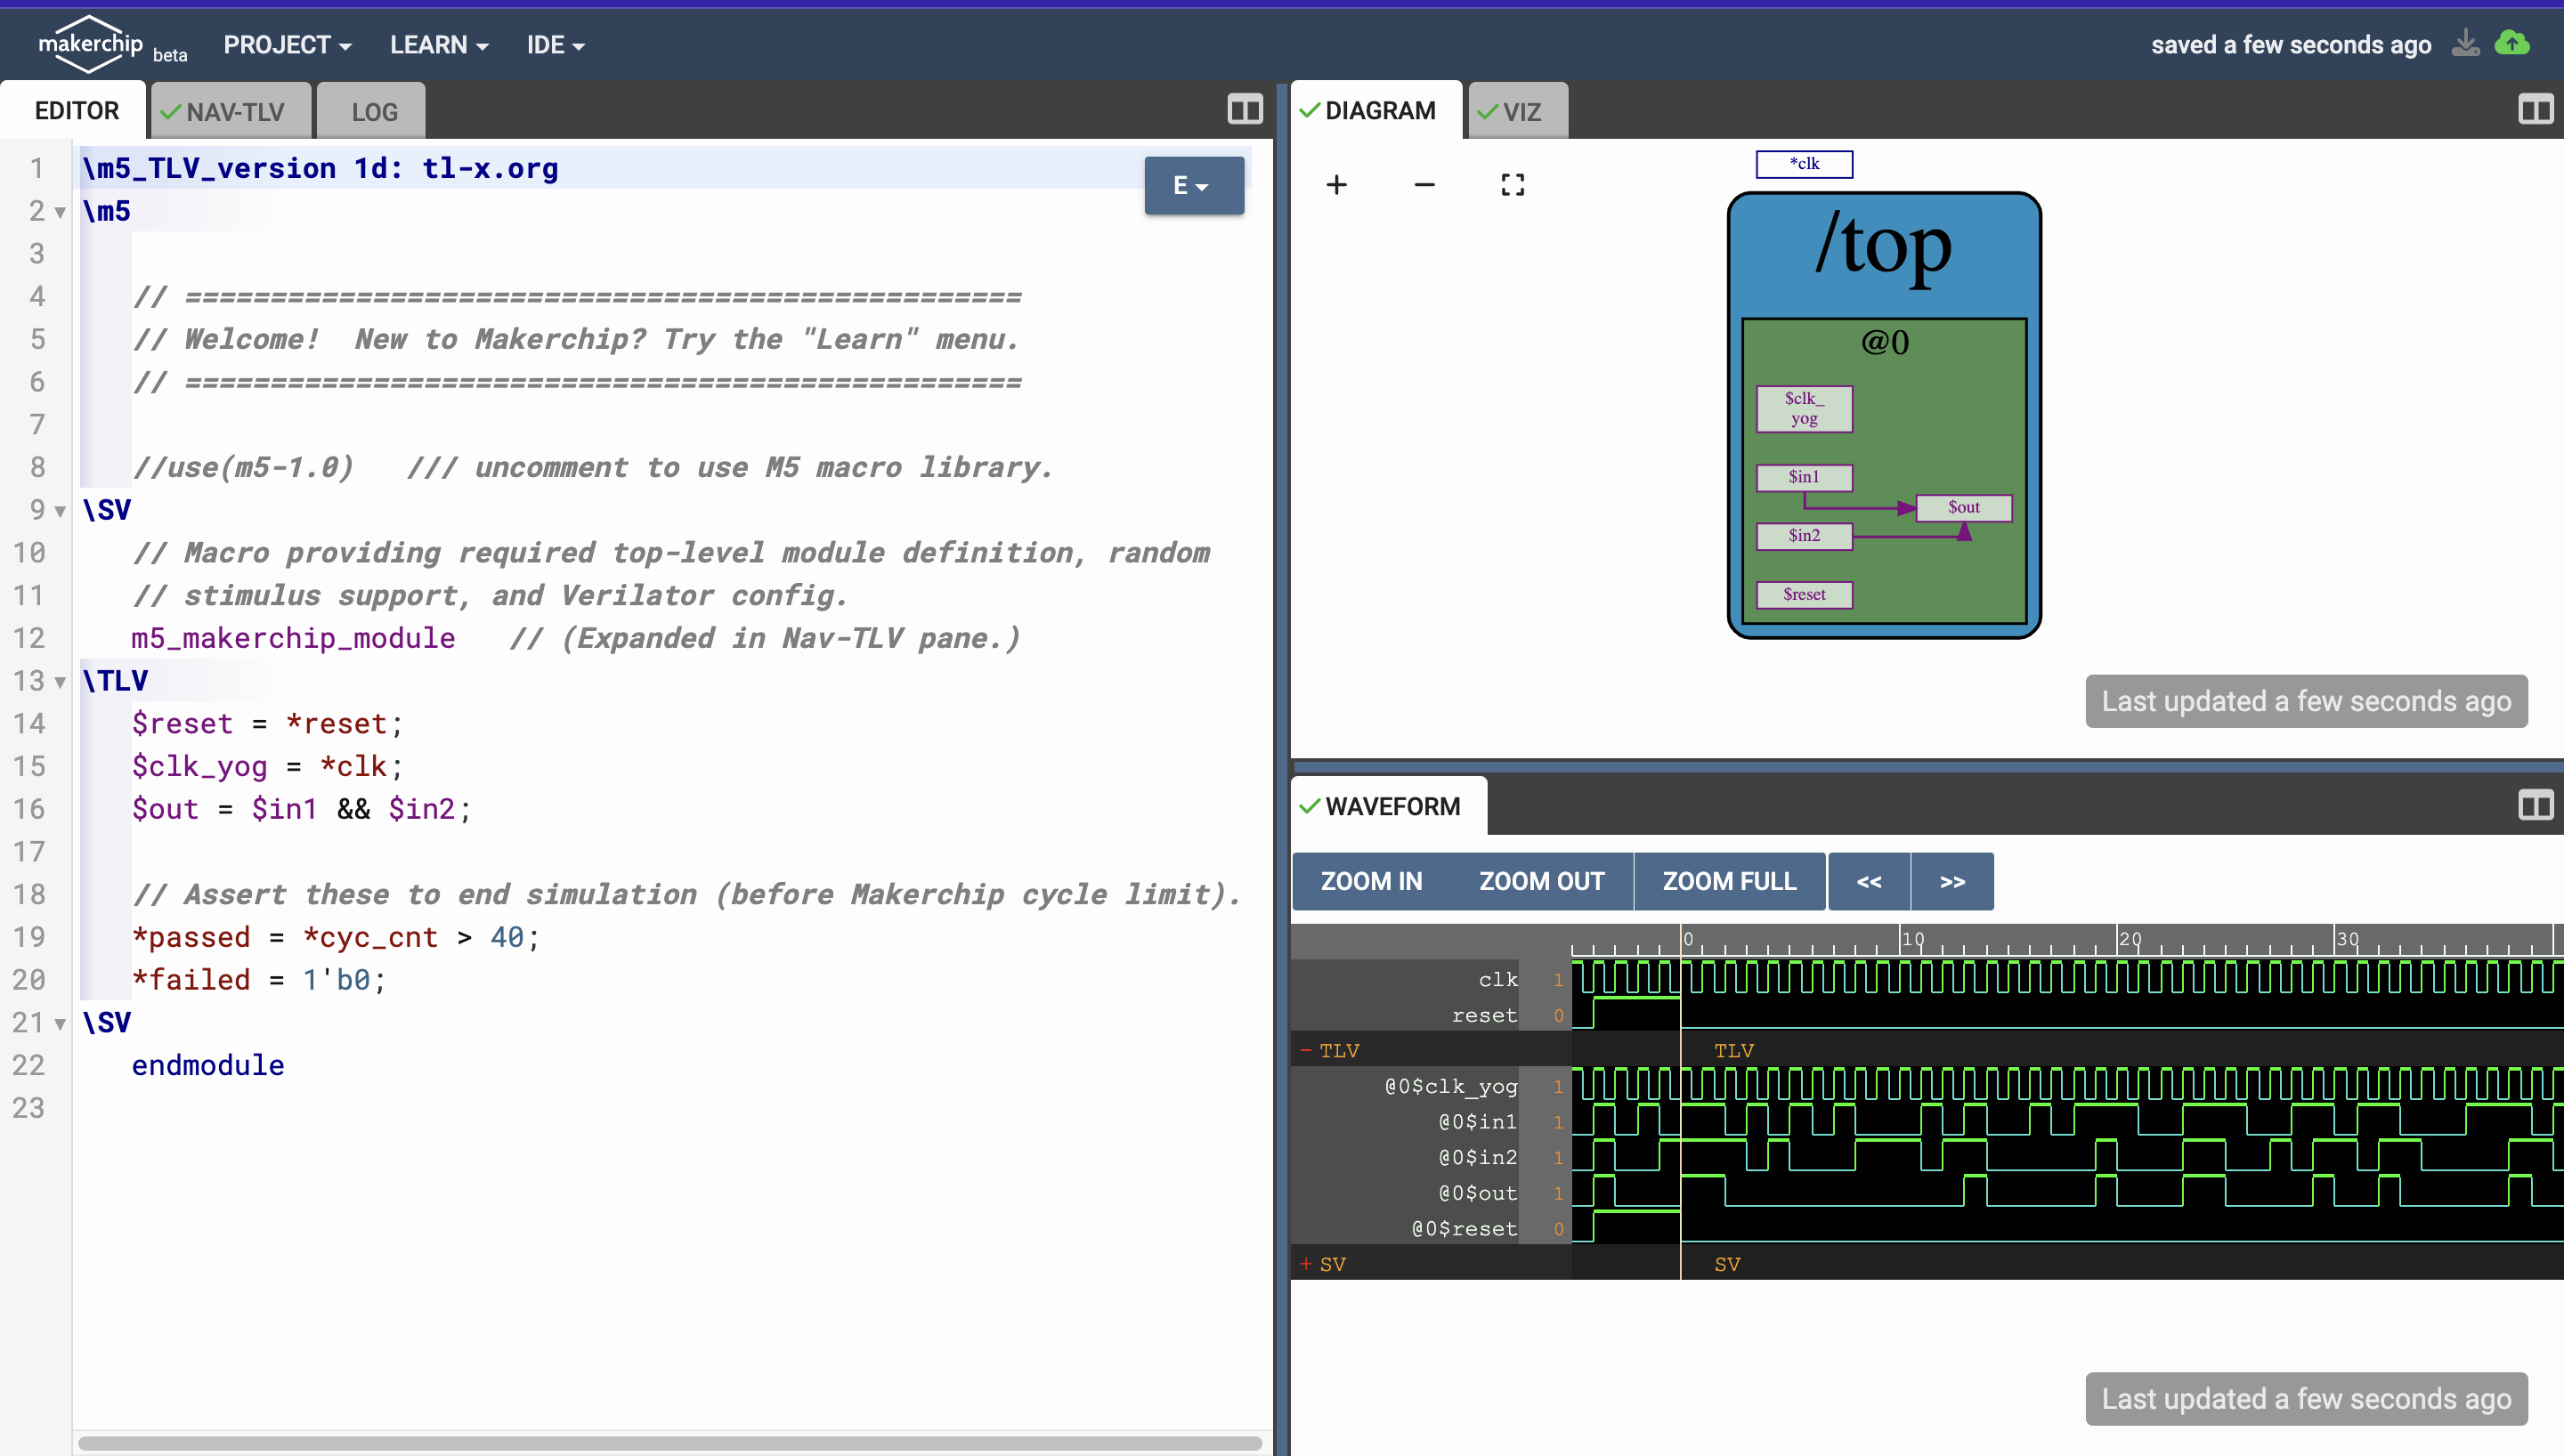 makerchip beta PROJECT LEARN IDE saved a few seconds ago
EDITOR NAV-TLV LOG
1 \m5_TLV_version 1d: tl-x.org
E
2 \m5
3
4 // =================================================
5 // Welcome!  New to Makerchip? Try the "Learn" menu.
6 // =================================================
7
8 //use(m5-1.0)   /// uncomment to use M5 macro library.
9 \SV
10 // Macro providing required top-level module definition, random
11 // stimulus support, and Verilator config.
12 m5_makerchip_module   // (Expanded in Nav-TLV pane.)
13 \TLV
14 $reset = *reset;
15 $clk_yog = *clk;
16 $out = $in1 && $in2;
17
18 // Assert these to end simulation (before Makerchip cycle limit).
19 *passed = *cyc_cnt > 40;
20 *failed = 1'b0;
21 \SV
22 endmodule
23
DIAGRAM VIZ
+ −
*clk
/top
@0
$clk_
yog
$in1
$out
$in2
$reset
Last updated a few seconds ago
WAVEFORM
ZOOM IN ZOOM OUT ZOOM FULL << >>
0 10 20 30
clk 1
reset 0
− TLV TLV
@0$clk_yog 1
@0$in1 1
@0$in2 1
@0$out 1
@0$reset 0
+ SV SV
Last updated a few seconds ago